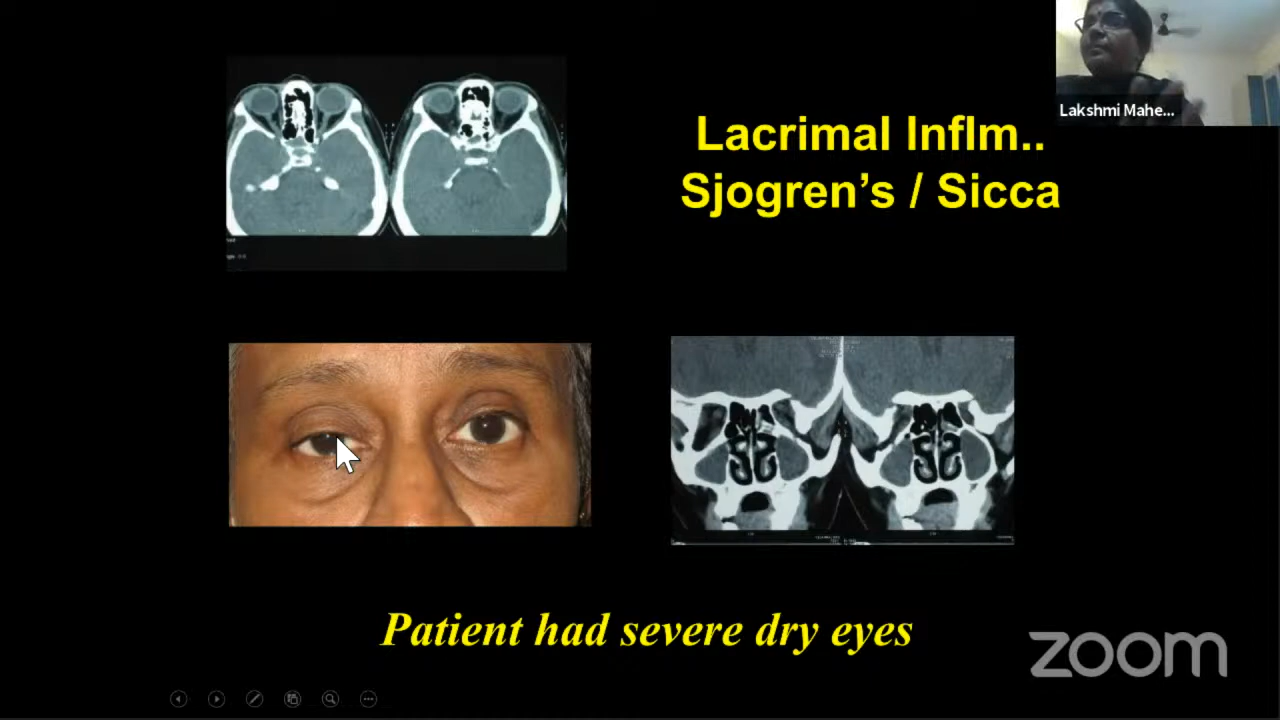 Lakshmi Mahe...
Lacrimal Inflm..
Sjogren’s / Sicca
Patient had severe dry eyes
zoom